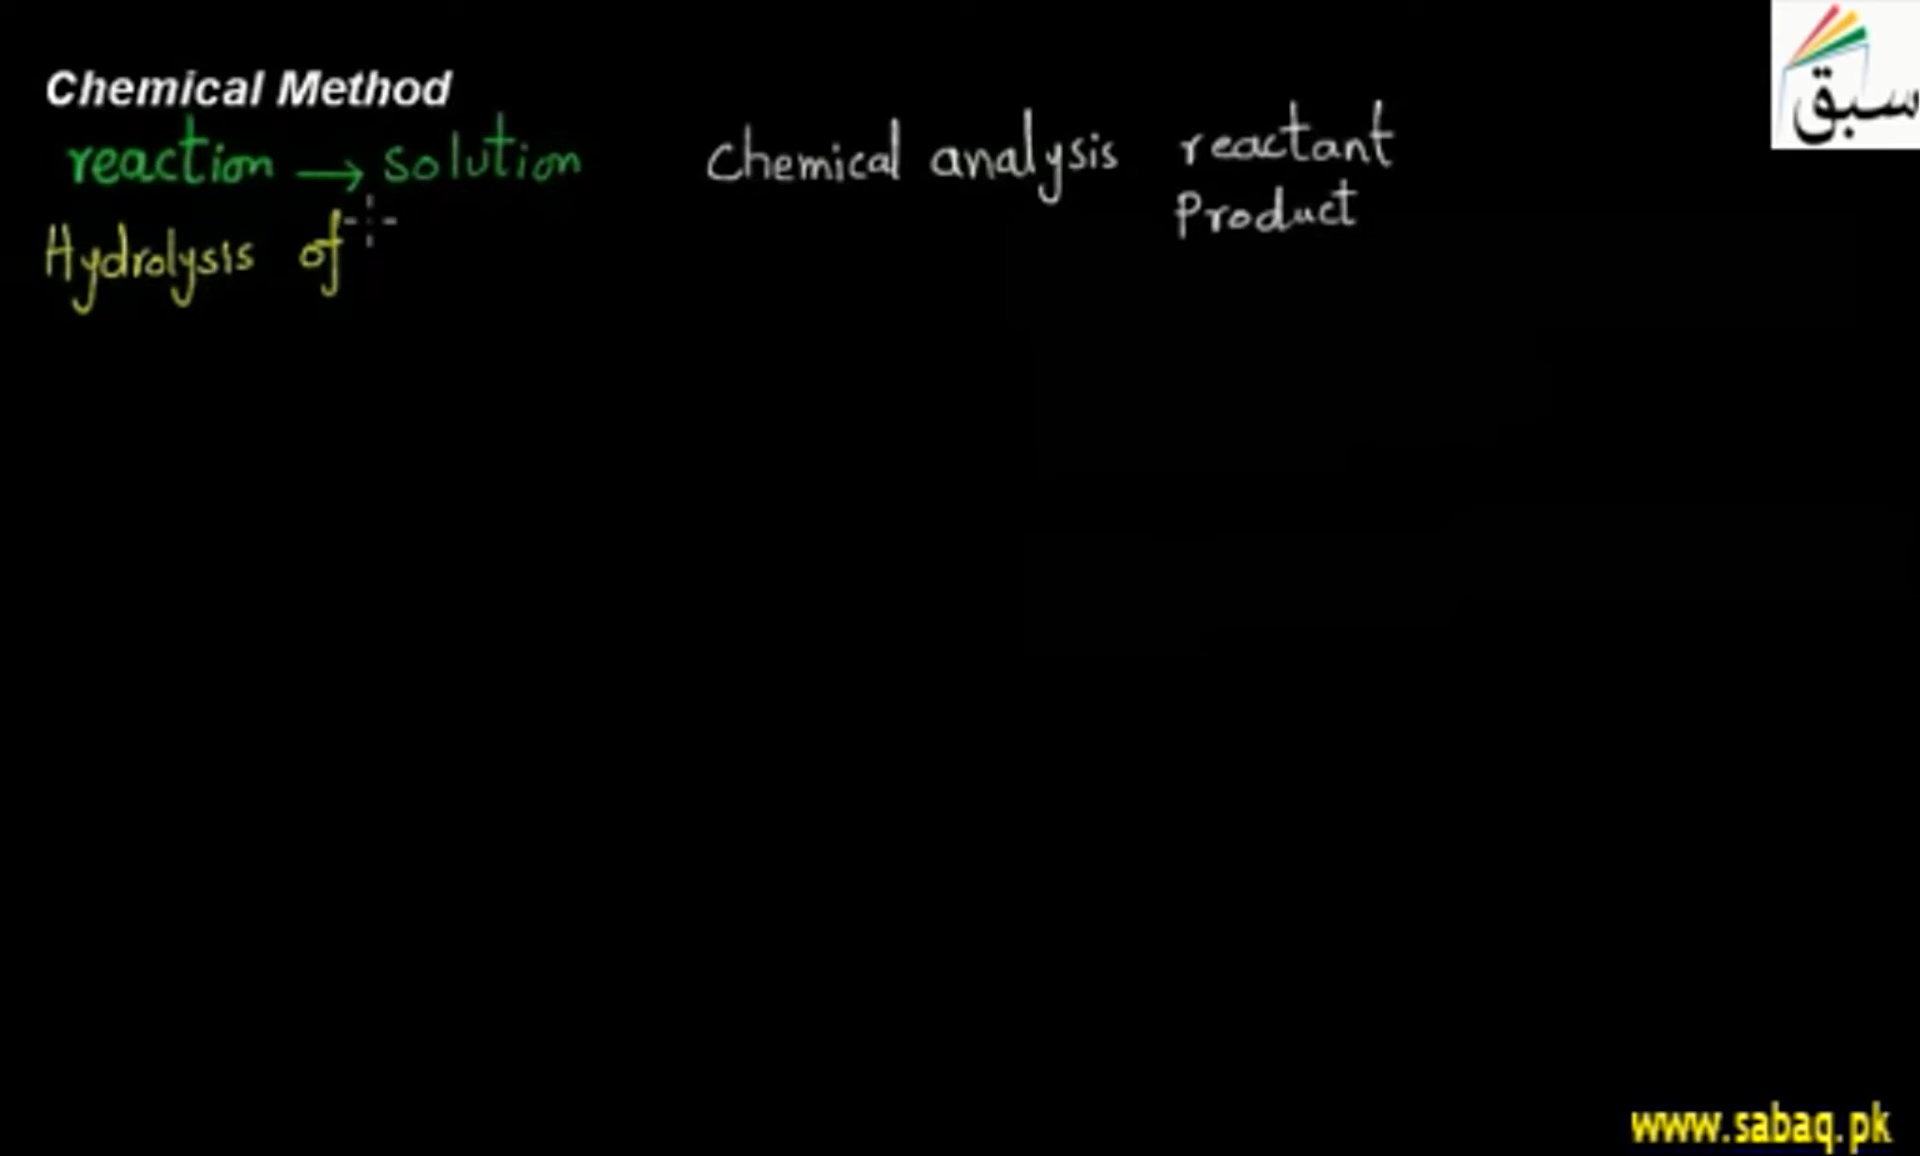 Chemical Method
reaction → solution
Chemical analysis reactant
Product
Hydrolysis of
سبق
www.sabaq.pk